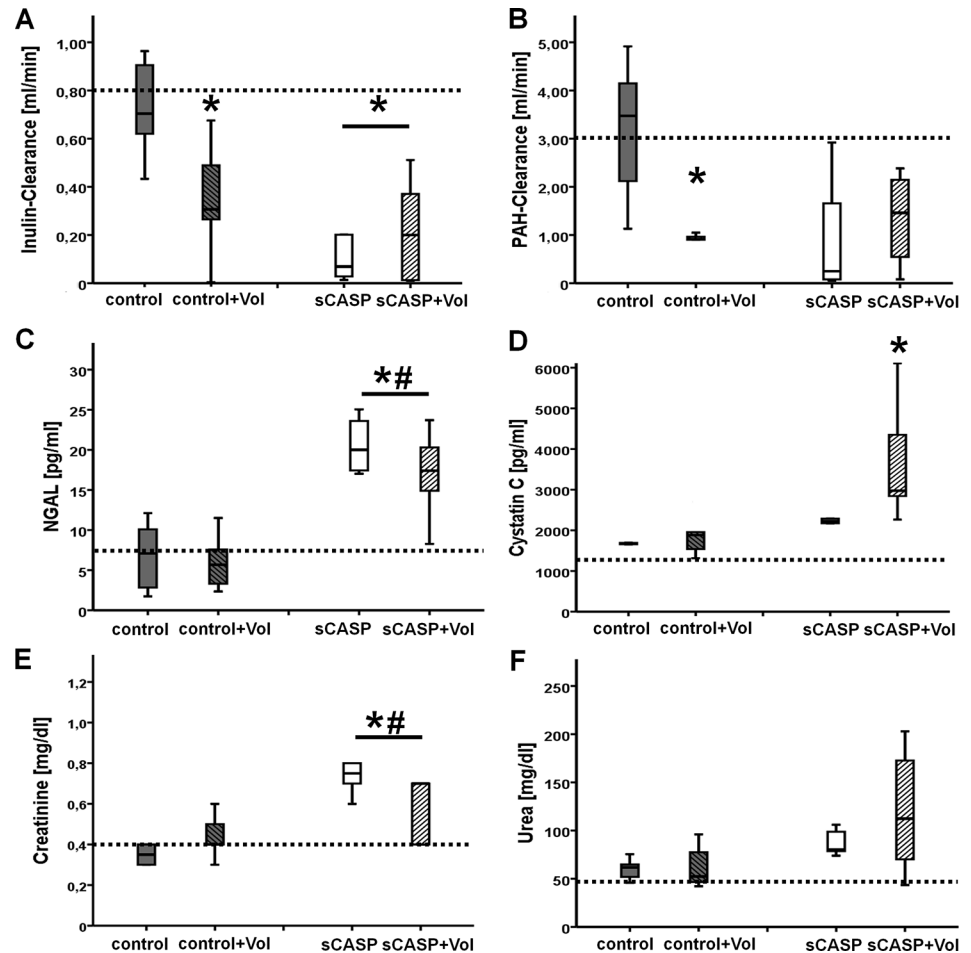 A
Inulin-Clearance [ml/min]
1,00
0,80
0,60
0,40
0,20
0
*
*
control control+Vol sCASP sCASP+Vol
B
PAH-Clearance [ml/min]
5,00
4,00
3,00
2,00
1,00
0
*
control control+Vol sCASP sCASP+Vol
C
NGAL [pg/ml]
30
25
20
15
10
5
0
*#
control control+Vol sCASP sCASP+Vol
D
Cystatin C [pg/ml]
6000
5000
4000
3000
2000
1000
0
*
control control+Vol sCASP sCASP+Vol
E
Creatinine [mg/dl]
1,2
1,0
0,8
0,6
0,4
0,2
0
*#
control control+Vol sCASP sCASP+Vol
F
Urea [mg/dl]
250
200
150
100
50
0
control control+Vol sCASP sCASP+Vol